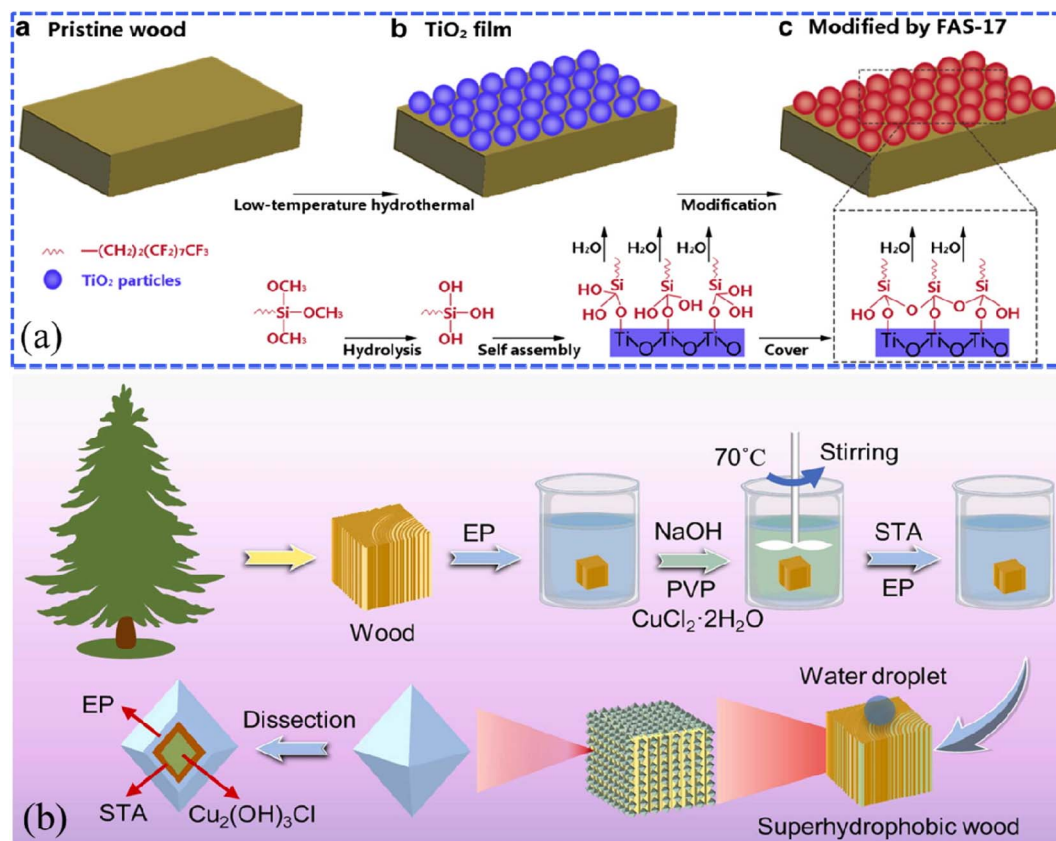 a Pristine wood
b TiO₂ film
c Modified by FAS-17
Low-temperature hydrothermal
Modification
—(CH₂)₂(CF₂)₇CF₃
TiO₂ particles
OCH₃
Si—OCH₃
OCH₃
Hydrolysis
OH
Si—OH
OH
Self assembly
H₂O H₂O H₂O
Si Si Si
HO OH OH
HO O HO O HO O
Ti Ti Ti
O O O
Cover
H₂O H₂O
Si Si Si
HO O O O O OH
Ti Ti Ti
O O O
(a)
EP
Wood
NaOH
PVP
CuCl₂·2H₂O
70°C
Stirring
STA
EP
Water droplet
Superhydrophobic wood
Dissection
EP
STA
Cu₂(OH)₃Cl
(b)